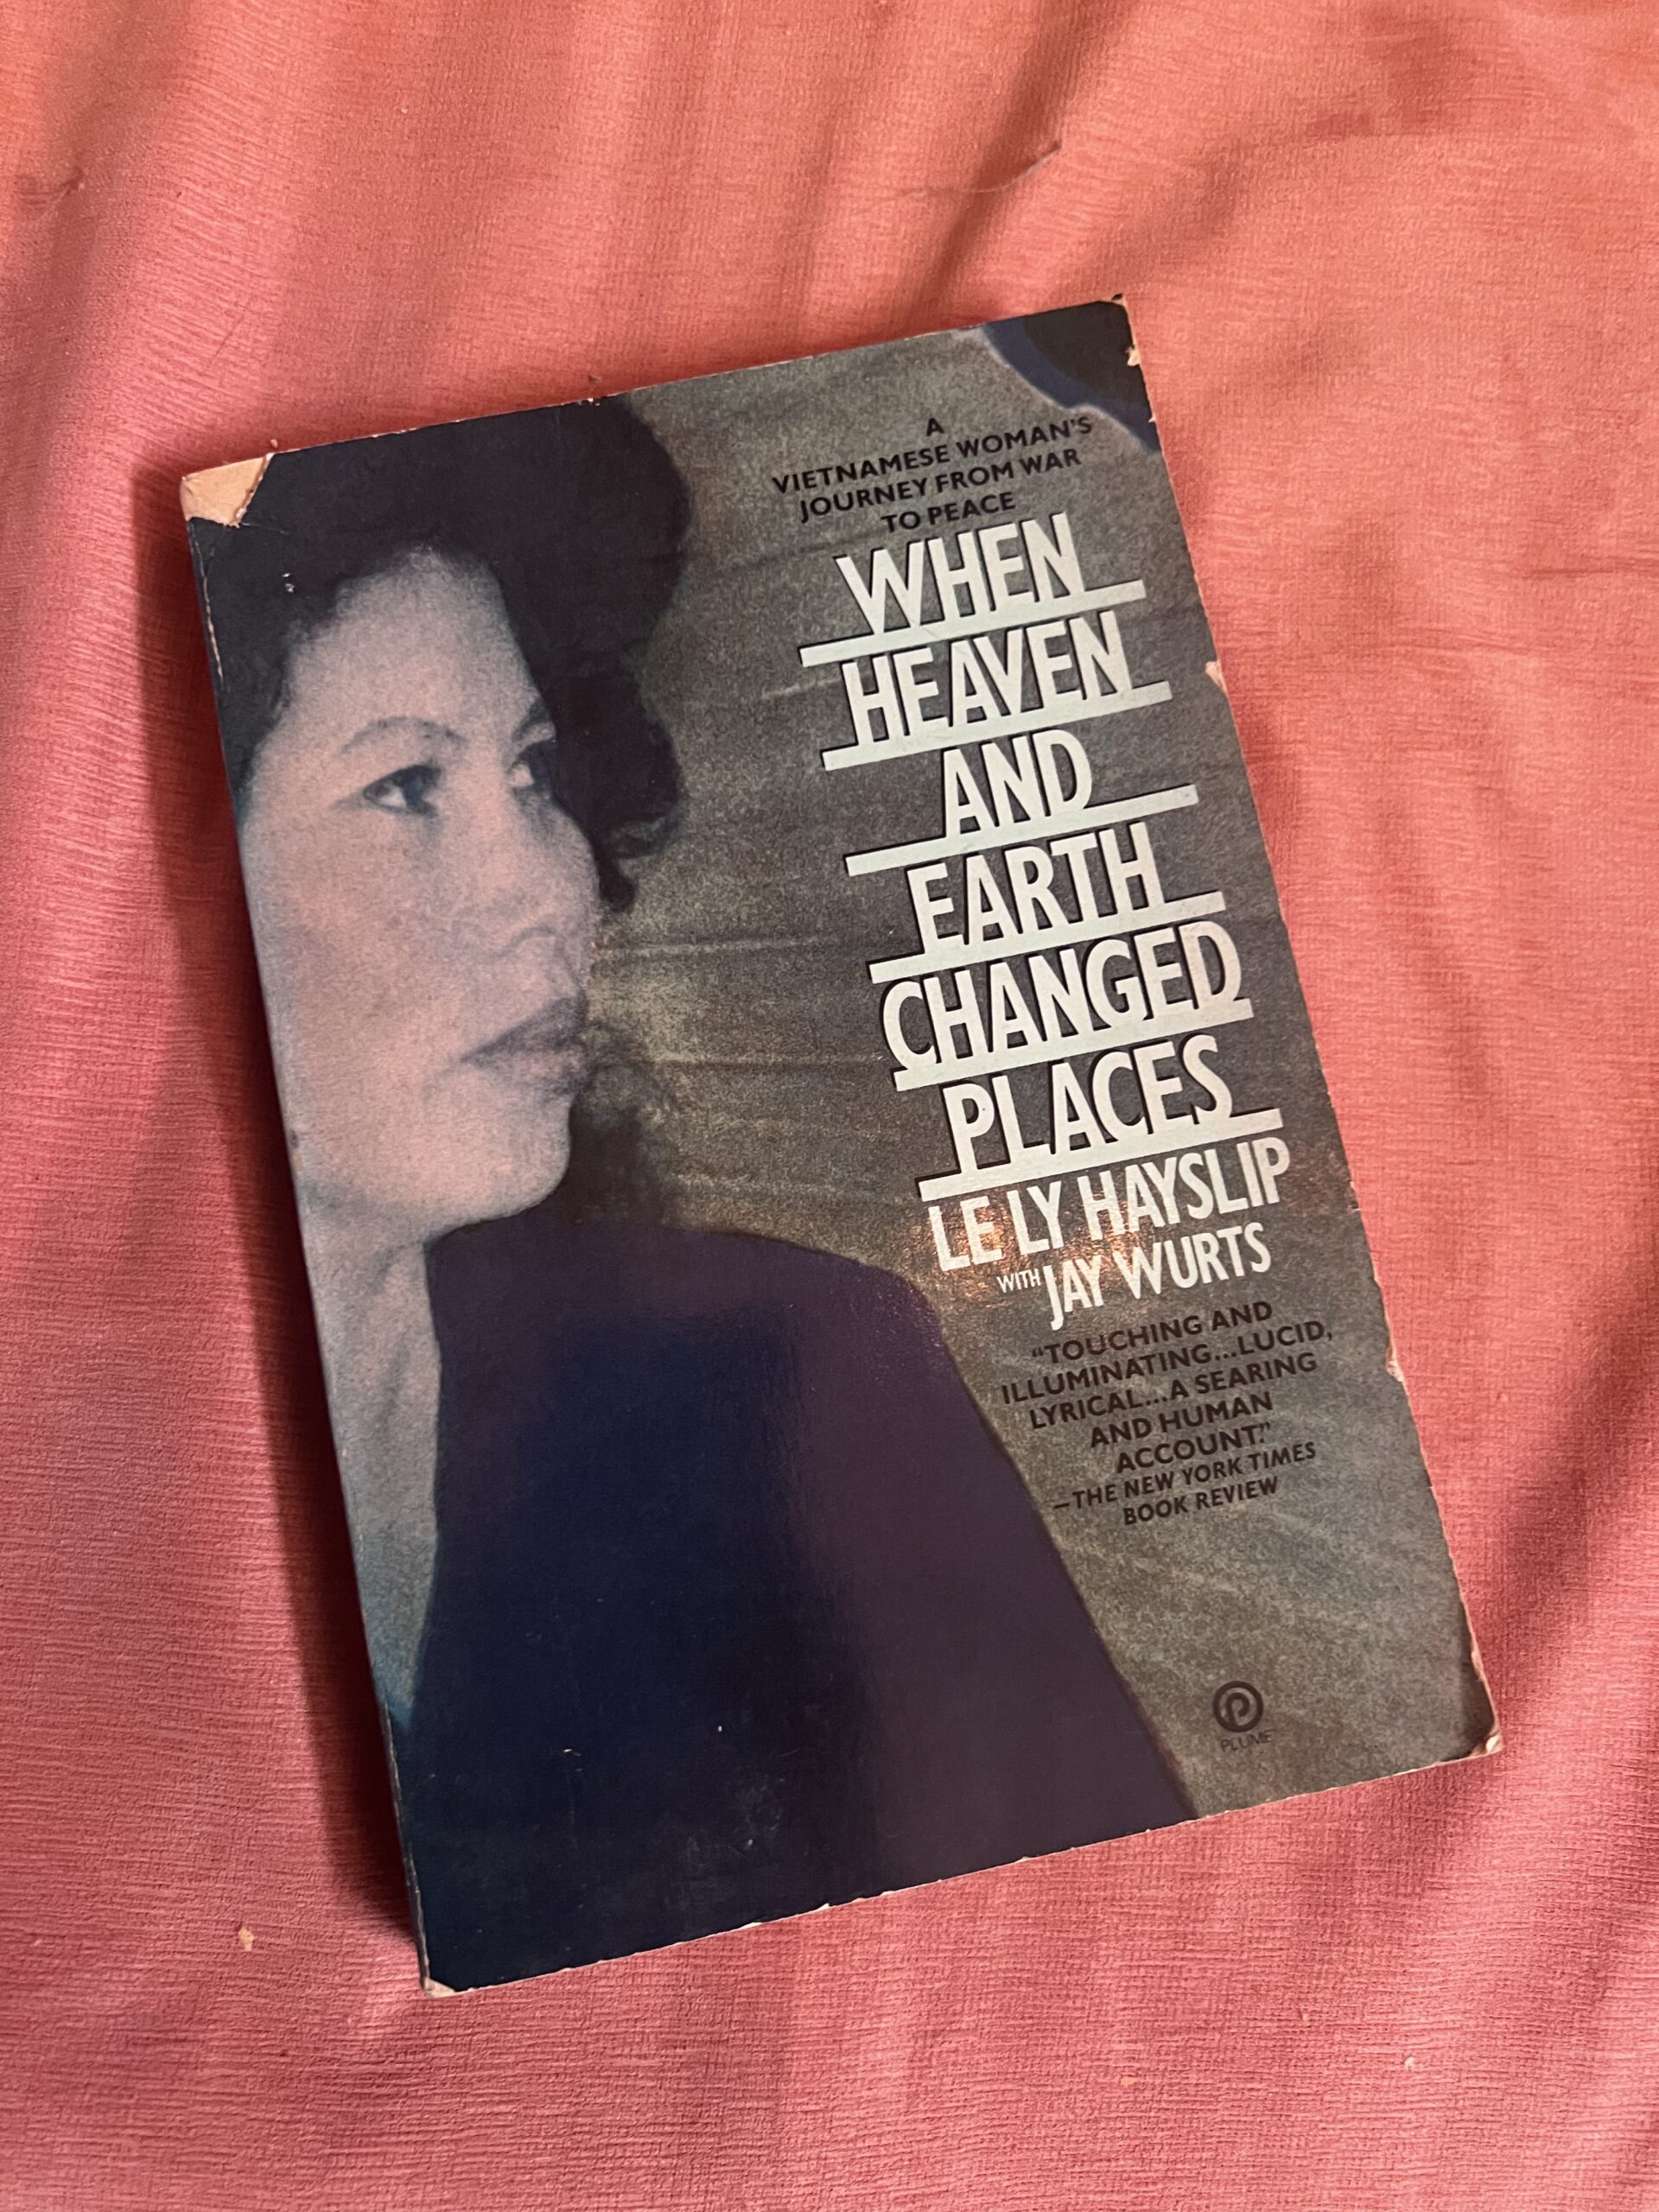 A
VIETNAMESE WOMAN'S
JOURNEY FROM WAR
TO PEACE
WHEN
HEAVEN
AND
EARTH
CHANGED
PLACES
LE LY HAYSLIP
WITH JAY WURTS
"TOUCHING AND
ILLUMINATING...LUCID,
LYRICAL...A SEARING
AND HUMAN
ACCOUNT."
—THE NEW YORK TIMES
BOOK REVIEW
PLUME